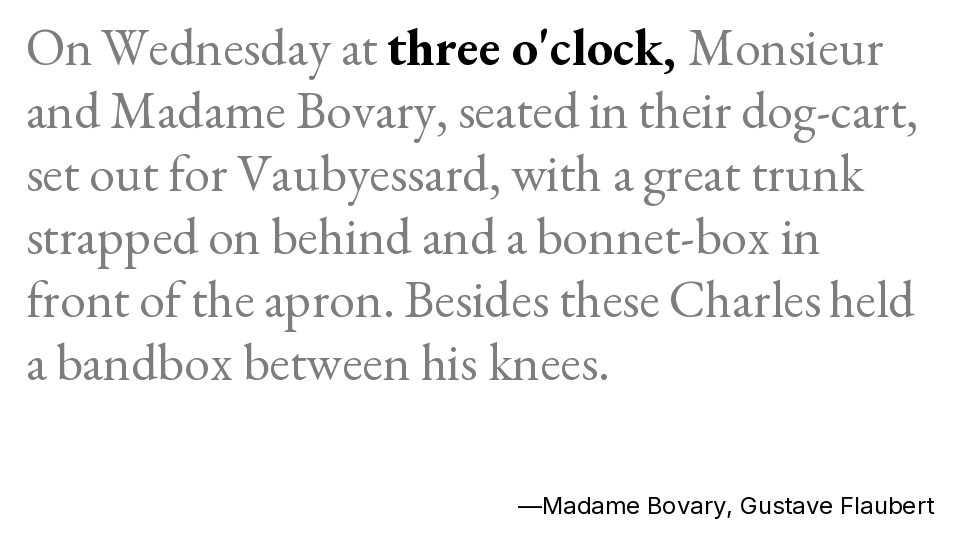 On Wednesday at three o'clock, Monsieur
and Madame Bovary, seated in their dog-cart,
set out for Vaubyessard, with a great trunk
strapped on behind and a bonnet-box in
front of the apron. Besides these Charles held
a bandbox between his knees.
—Madame Bovary, Gustave Flaubert